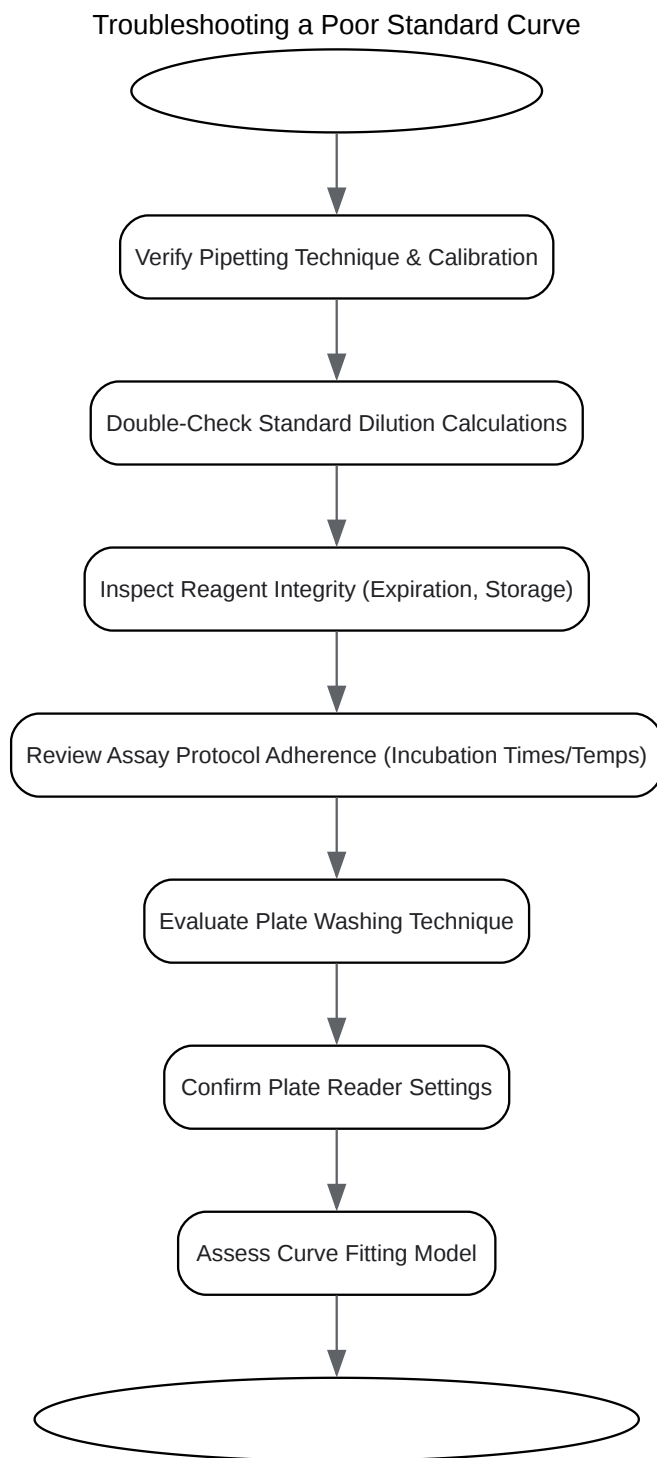 Troubleshooting a Poor Standard Curve
Verify Pipetting Technique & Calibration
Double-Check Standard Dilution Calculations
Inspect Reagent Integrity (Expiration, Storage)
Review Assay Protocol Adherence (Incubation Times/Temps)
Evaluate Plate Washing Technique
Confirm Plate Reader Settings
Assess Curve Fitting Model